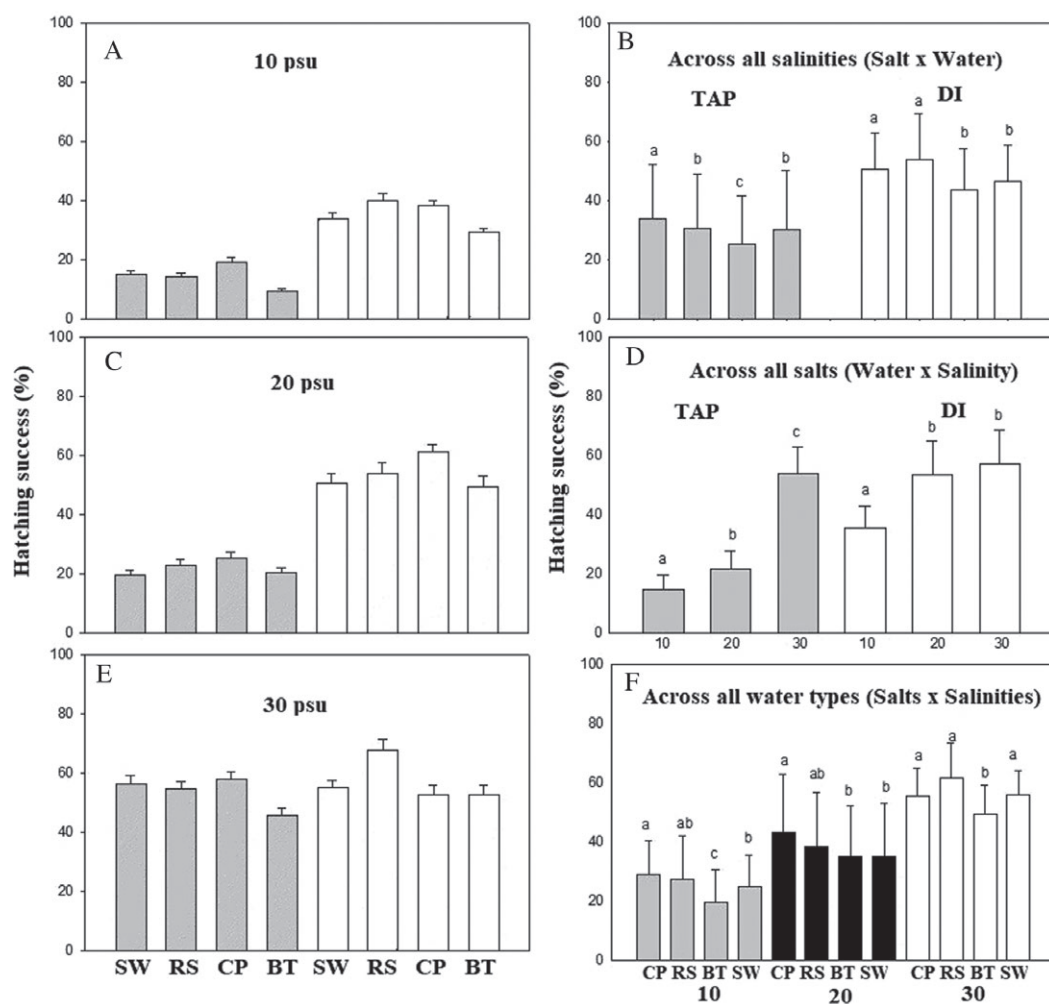 A
10 psu
100
80
60
40
20
0
B
Across all salinities (Salt x Water)
TAP
DI
a
b
c
b
a
a
b
b
100
80
60
40
20
0
Hatching success (%)
C
20 psu
100
80
60
40
20
0
Hatching success (%)
D
Across all salts (Water x Salinity)
TAP
DI
a
b
c
a
b
b
100
80
60
40
20
0
10 20 30 10 20 30
E
30 psu
100
80
60
40
20
0
SW RS CP BT SW RS CP BT
F
Across all water types (Salts x Salinities)
a
ab
c
b
a
ab
b
b
a
a
b
a
100
80
60
40
20
0
CP RS BT SW CP RS BT SW CP RS BT SW
10 20 30